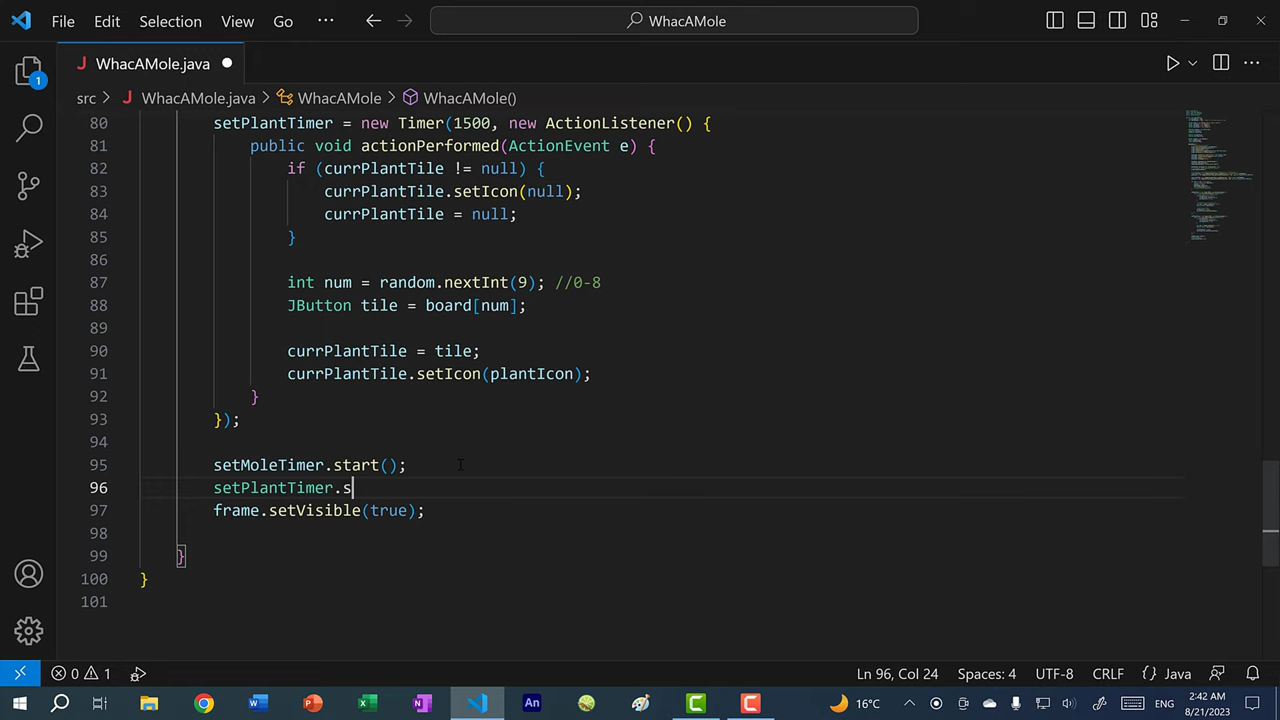 File Edit Selection View Go ··· WhacAMole
WhacAMole.java
src > WhacAMole.java > WhacAMole > WhacAMole()
80 setPlantTimer = new Timer(1500, new ActionListener() {
81 public void actionPerformed(ActionEvent e) {
82 if (currPlantTile != null) {
83 currPlantTile.setIcon(null);
84 currPlantTile = null;
85 }
86
87 int num = random.nextInt(9); //0-8
88 JButton tile = board[num];
89
90 currPlantTile = tile;
91 currPlantTile.setIcon(plantIcon);
92 }
93 });
94
95 setMoleTimer.start();
96 setPlantTimer.s
97 frame.setVisible(true);
98
99 }
100 }
101
0 1 Ln 96, Col 24 Spaces: 4 UTF-8 CRLF {} Java
16°C 2:42 AM
8/21/2023